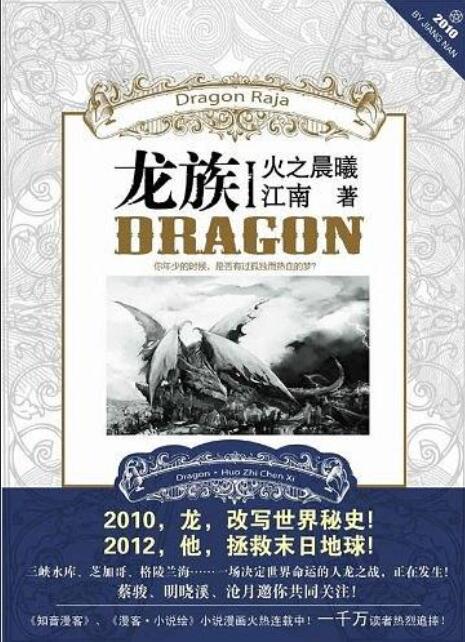 2010
BY JIANG NAN
Dragon Raja
龙族Ⅰ火之晨曦
江南 著
DRAGON
你年少的时候，是否有过孤独而热血的梦？
Dragon · Huo Zhi Chen Xi
2010，龙，改写世界秘史！
2012，他，拯救末日地球！
三峡水库、芝加哥、格陵兰海……一场决定世界命运的人龙之战，正在发生！
蔡骏、明晓溪、沧月邀你共同关注！
《知音漫客》、《漫客·小说绘》小说漫画火热连载中！一千万读者热烈追捧！